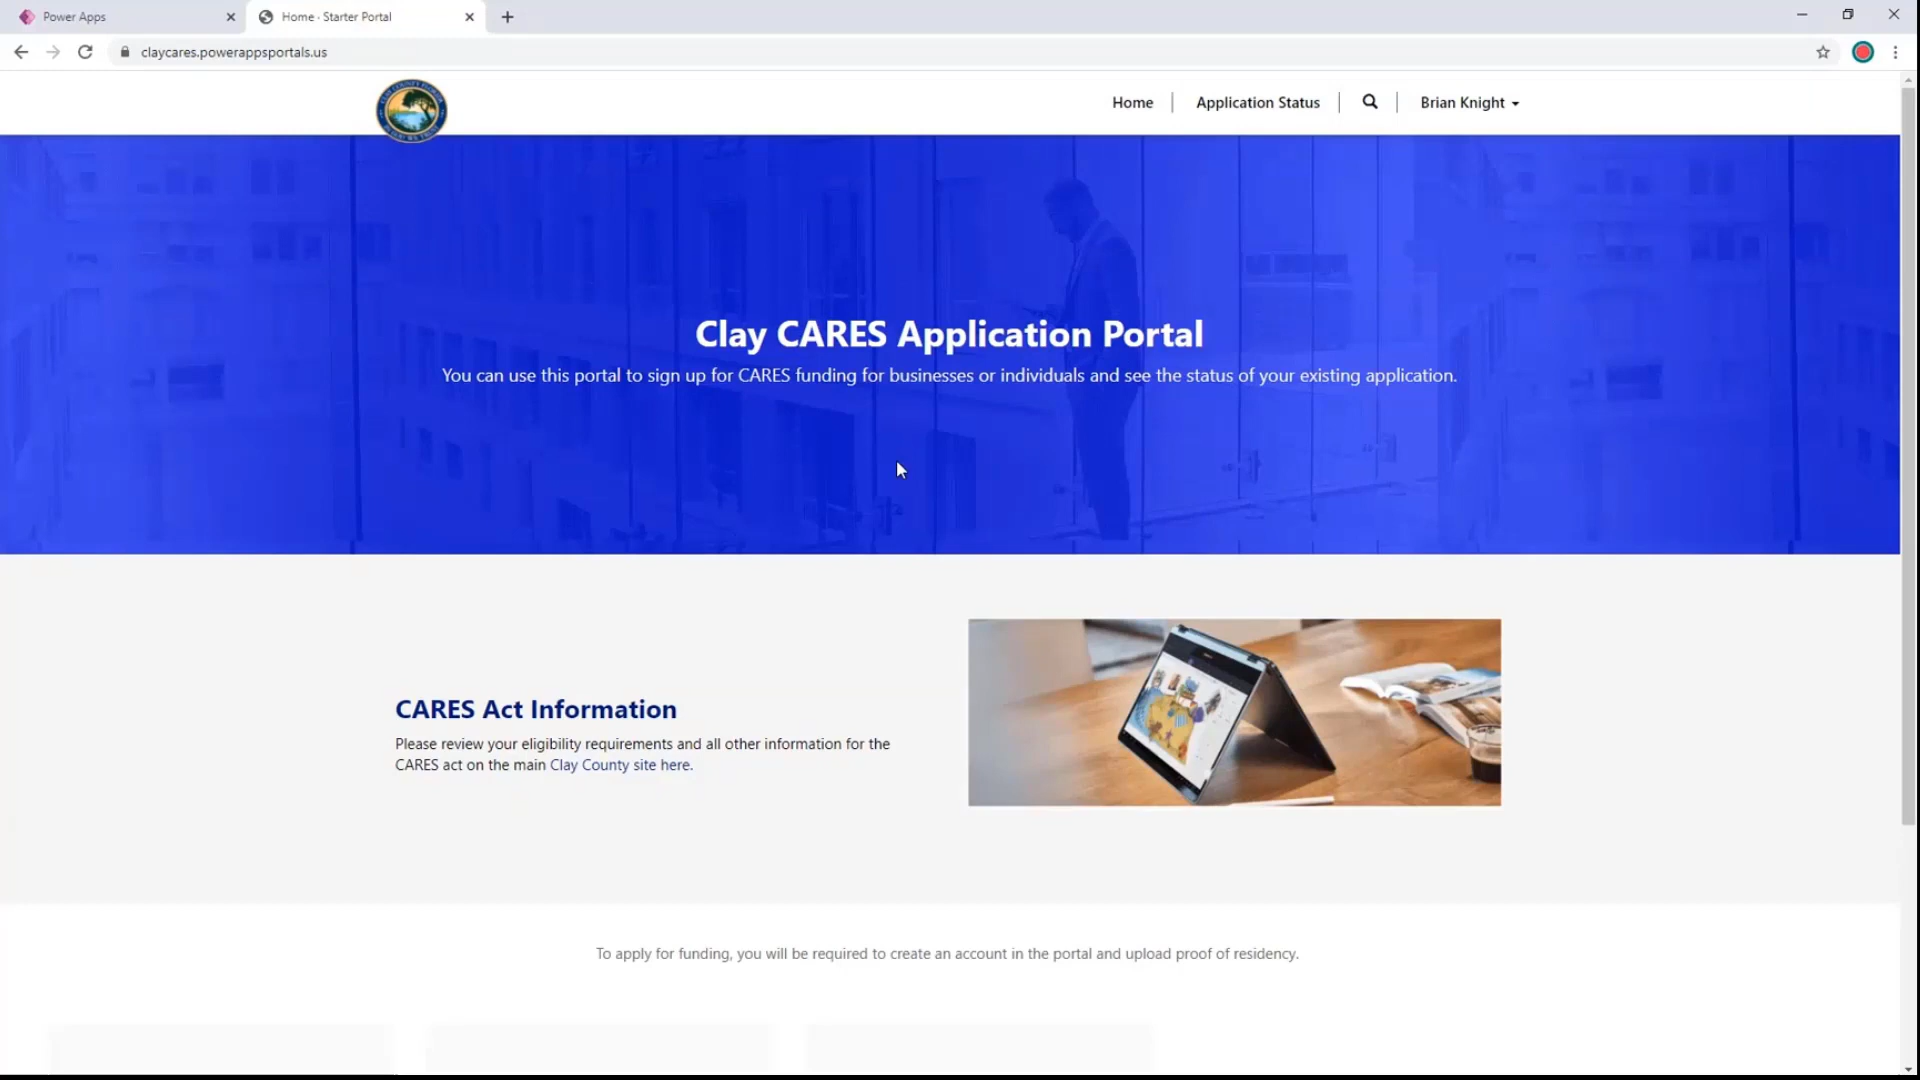 Power Apps
Home · Starter Portal
claycares.powerappsportals.us
Home
Application Status
Brian Knight
Clay CARES Application Portal
You can use this portal to sign up for CARES funding for businesses or individuals and see the status of your existing application.
CARES Act Information
Please review your eligibility requirements and all other information for the
CARES act on the main Clay County site here.
To apply for funding, you will be required to create an account in the portal and upload proof of residency.